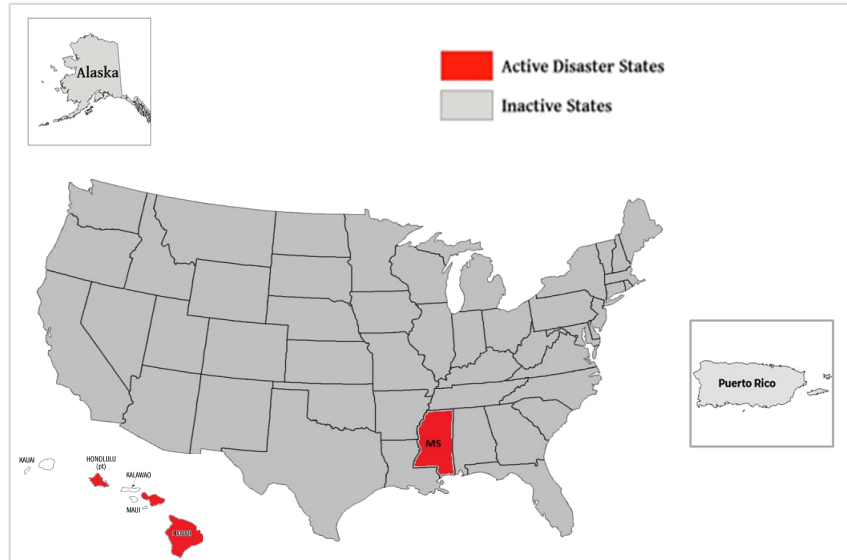 Alaska
Active Disaster States
Inactive States
Puerto Rico
MS
KAUAI
HONOLULU
(pt)
KALAWAO
MAUI